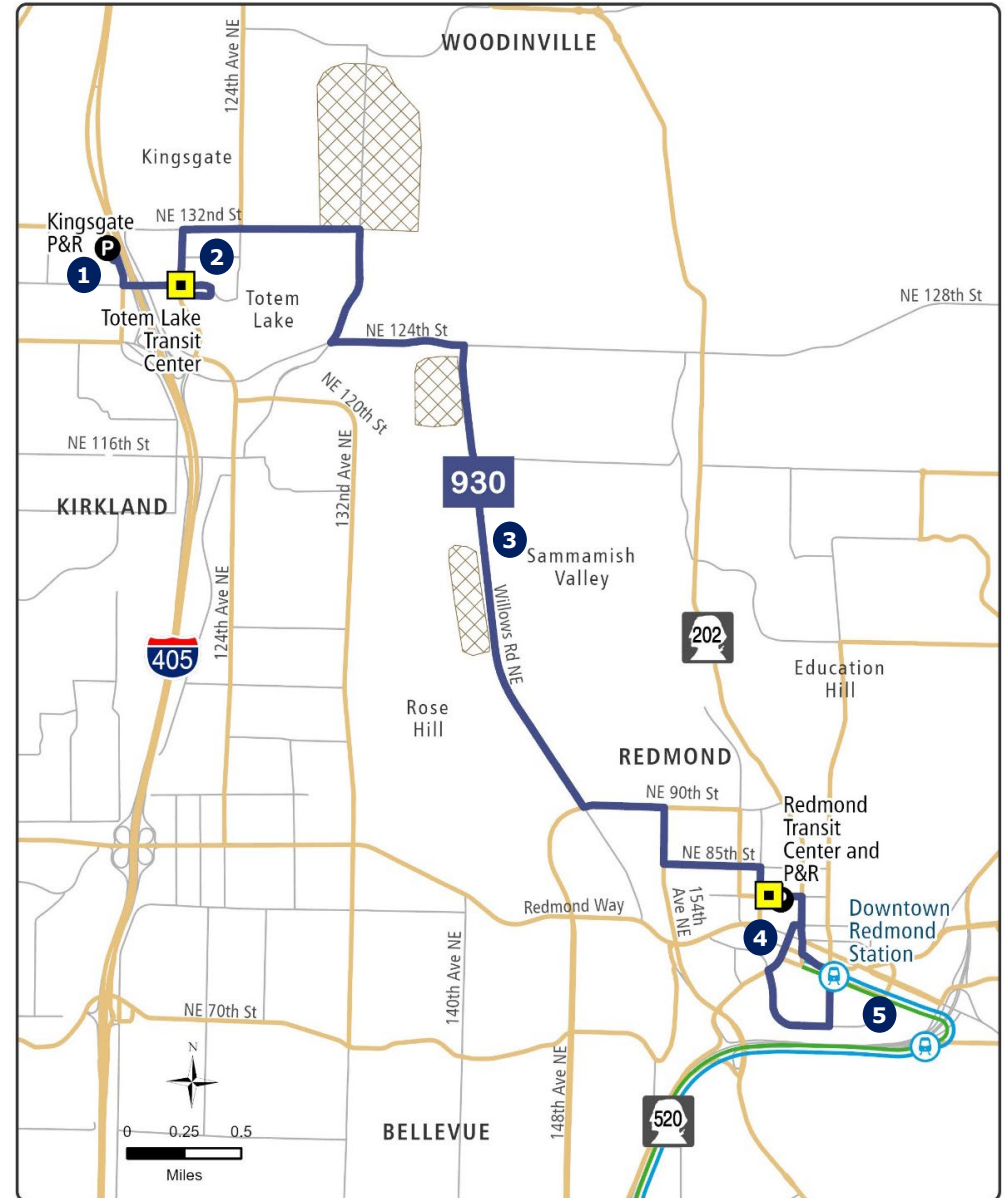 WOODINVILLE
124th Ave NE
Kingsgate
NE 132nd St
Kingsgate
P&R
P
1
2
Totem
Lake
Totem Lake
Transit
Center
NE 128th St
NE 124th St
NE 120th St
NE 116th St
132nd Ave NE
930
KIRKLAND
3
Sammamish
Valley
124th Ave NE
Willows Rd NE
405
202
Education
Hill
Rose
Hill
REDMOND
NE 90th St
Redmond
Transit
Center and
P&R
NE 85th St
154th
Ave NE
Redmond Way
4
Downtown
Redmond
Station
5
140th Ave NE
NE 70th St
N
148th Ave NE
520
0 0.25 0.5
Miles
BELLEVUE